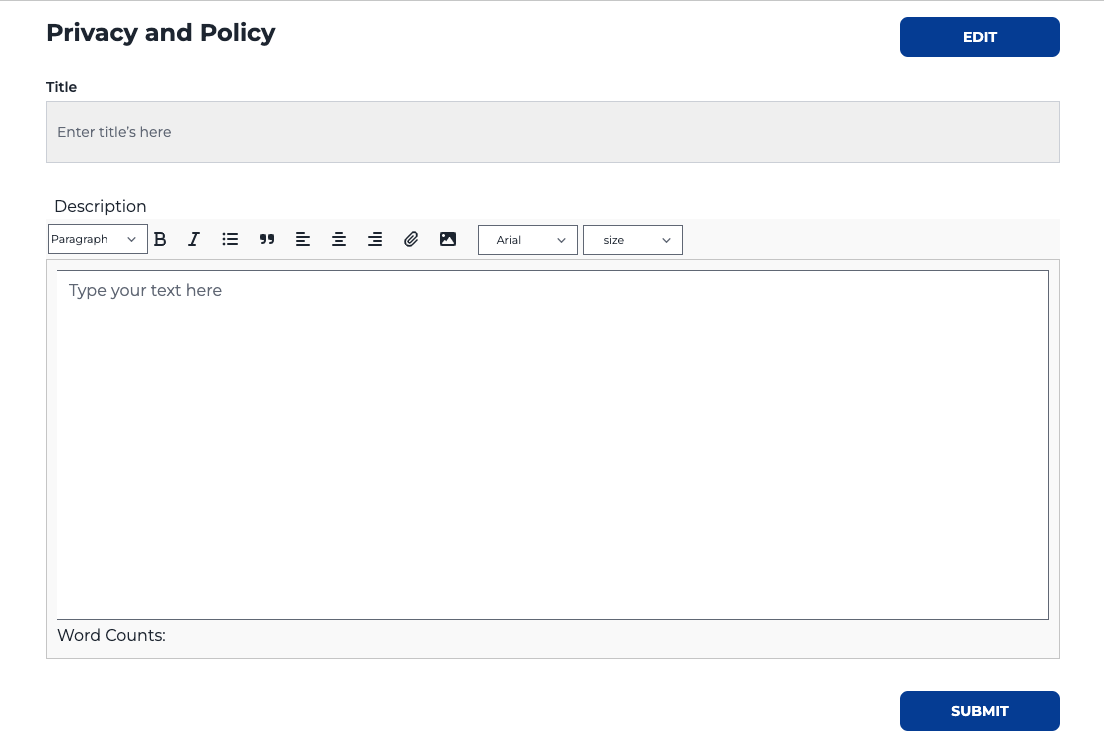 Privacy and Policy
EDIT
Title
Enter title's here
Description
Paragraph
Arial
size
Type your text here
Word Counts:
SUBMIT